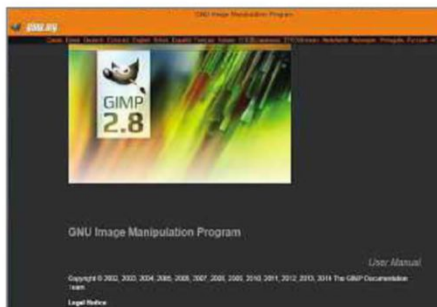 GNU Image Manipulation Program
gimp.org
GIMP
2.8
GNU Image Manipulation Program
User Manual
Copyright © 2002, 2003, 2004, 2005, 2006, 2007, 2008, 2009, 2010, 2011, 2012, 2013, 2014 The GIMP Documentation
Team
Legal Notice